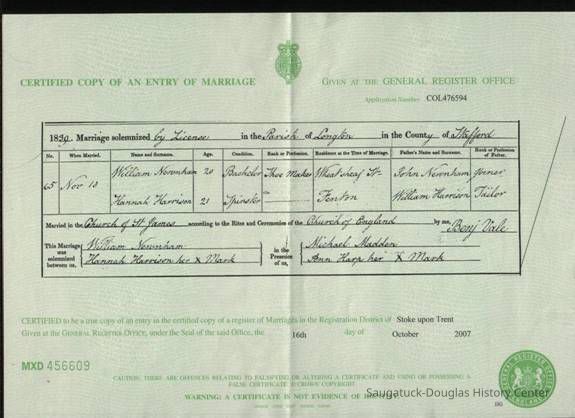 CERTIFIED COPY OF AN ENTRY OF MARRIAGE
GIVEN AT THE GENERAL REGISTER OFFICE
Application Number COL476594
1839. Marriage solemnized by License in the Parish of Longton in the County of Stafford
No. When Married. Name and Surname. Age. Condition. Rank or Profession. Residence at the Time of Marriage. Father's Name and Surname. Rank or Profession of Father.
65 Nov 10 William Newnham 20 Bachelor Shoe Maker Wheatsheaf St John Newnham Joiner
Hannah Harrison 21 Spinster Fenton William Harrison Tailor
Married in the Church of St James according to the Rites and Ceremonies of the Church of England by me, Benj Vale
This Marriage was solemnized between us, William Newnham in the Presence of us, Michael Madden
Hannah Harrison her X Mark Ann Harp her X Mark
CERTIFIED to be a true copy of an entry in the certified copy of a register of Marriages in the Registration District of Stoke upon Trent
Given at the GENERAL REGISTER OFFICE, under the Seal of the said Office, the 16th day of October 2007
MXD 456609
CAUTION: THERE ARE OFFENCES RELATING TO FALSIFYING OR ALTERING A CERTIFICATE AND USING OR POSSESSING A
FALSE CERTIFICATE © CROWN COPYRIGHT
WARNING: A CERTIFICATE IS NOT EVIDENCE OF IDENTITY.
Saugatuck-Douglas History Center